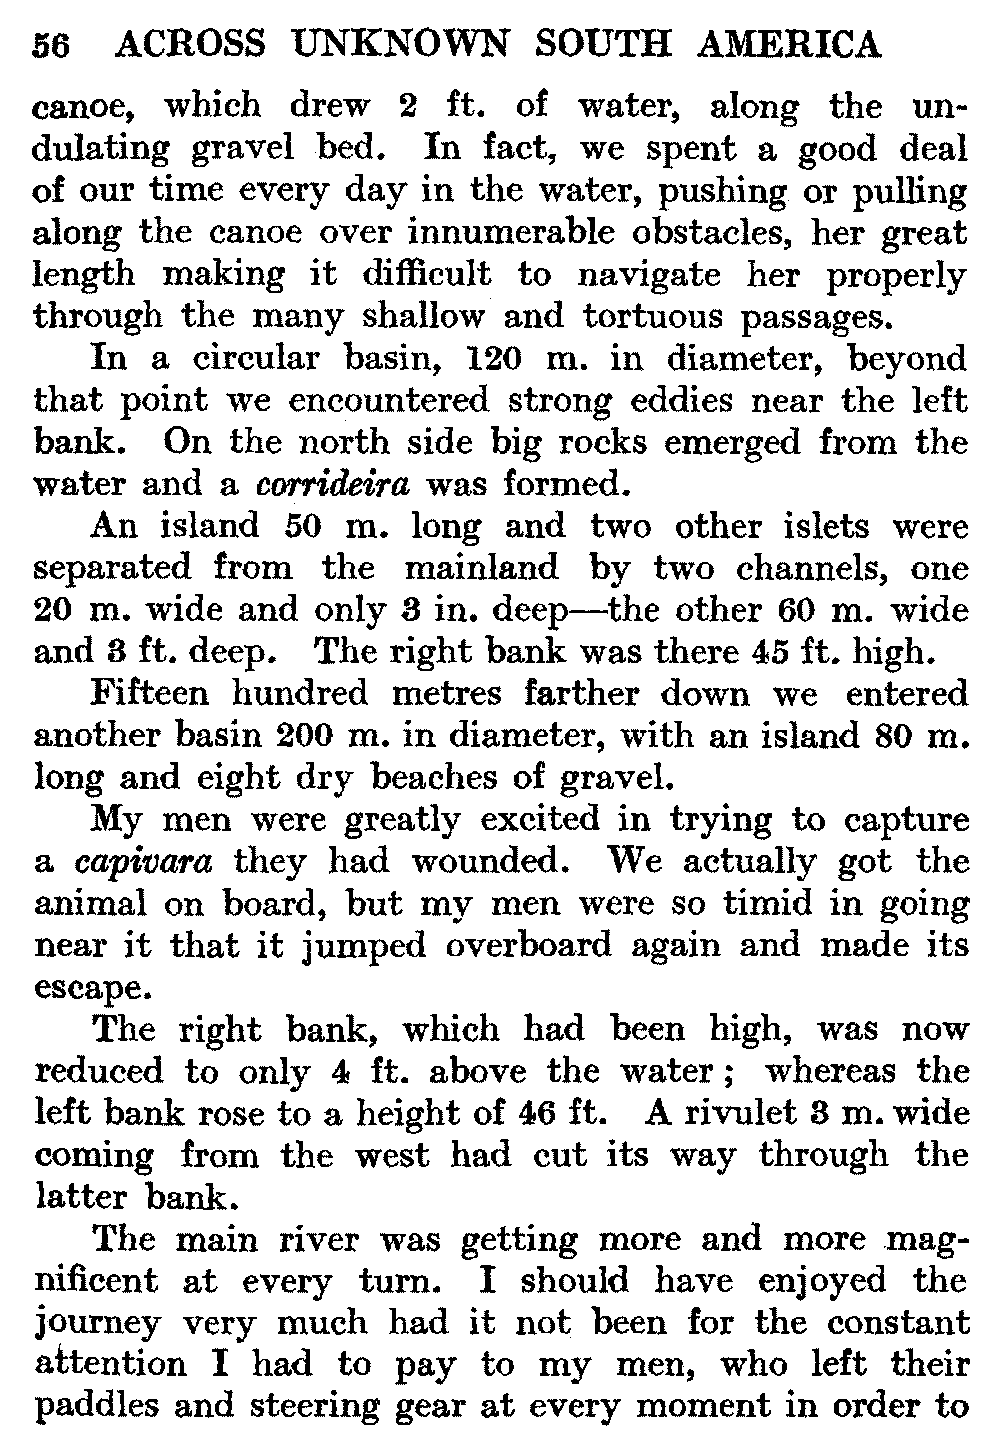 56 ACROSS UNKNOWN SOUTH AMERICA
canoe, which drew 2 ft. of water, along the un-
dulating gravel bed. In fact, we spent a good deal
of our time every day in the water, pushing or pulling
along the canoe over innumerable obstacles, her great
length making it difficult to navigate her properly
through the many shallow and tortuous passages.
In a circular basin, 120 m. in diameter, beyond
that point we encountered strong eddies near the left
bank. On the north side big rocks emerged from the
water and a corrideira was formed.
An island 50 m. long and two other islets were
separated from the mainland by two channels, one
20 m. wide and only 3 in. deep—the other 60 m. wide
and 3 ft. deep. The right bank was there 45 ft. high.
Fifteen hundred metres farther down we entered
another basin 200 m. in diameter, with an island 80 m.
long and eight dry beaches of gravel.
My men were greatly excited in trying to capture
a capivara they had wounded. We actually got the
animal on board, but my men were so timid in going
near it that it jumped overboard again and made its
escape.
The right bank, which had been high, was now
reduced to only 4 ft. above the water; whereas the
left bank rose to a height of 46 ft. A rivulet 3 m. wide
coming from the west had cut its way through the
latter bank.
The main river was getting more and more mag-
nificent at every turn. I should have enjoyed the
journey very much had it not been for the constant
attention I had to pay to my men, who left their
paddles and steering gear at every moment in order to